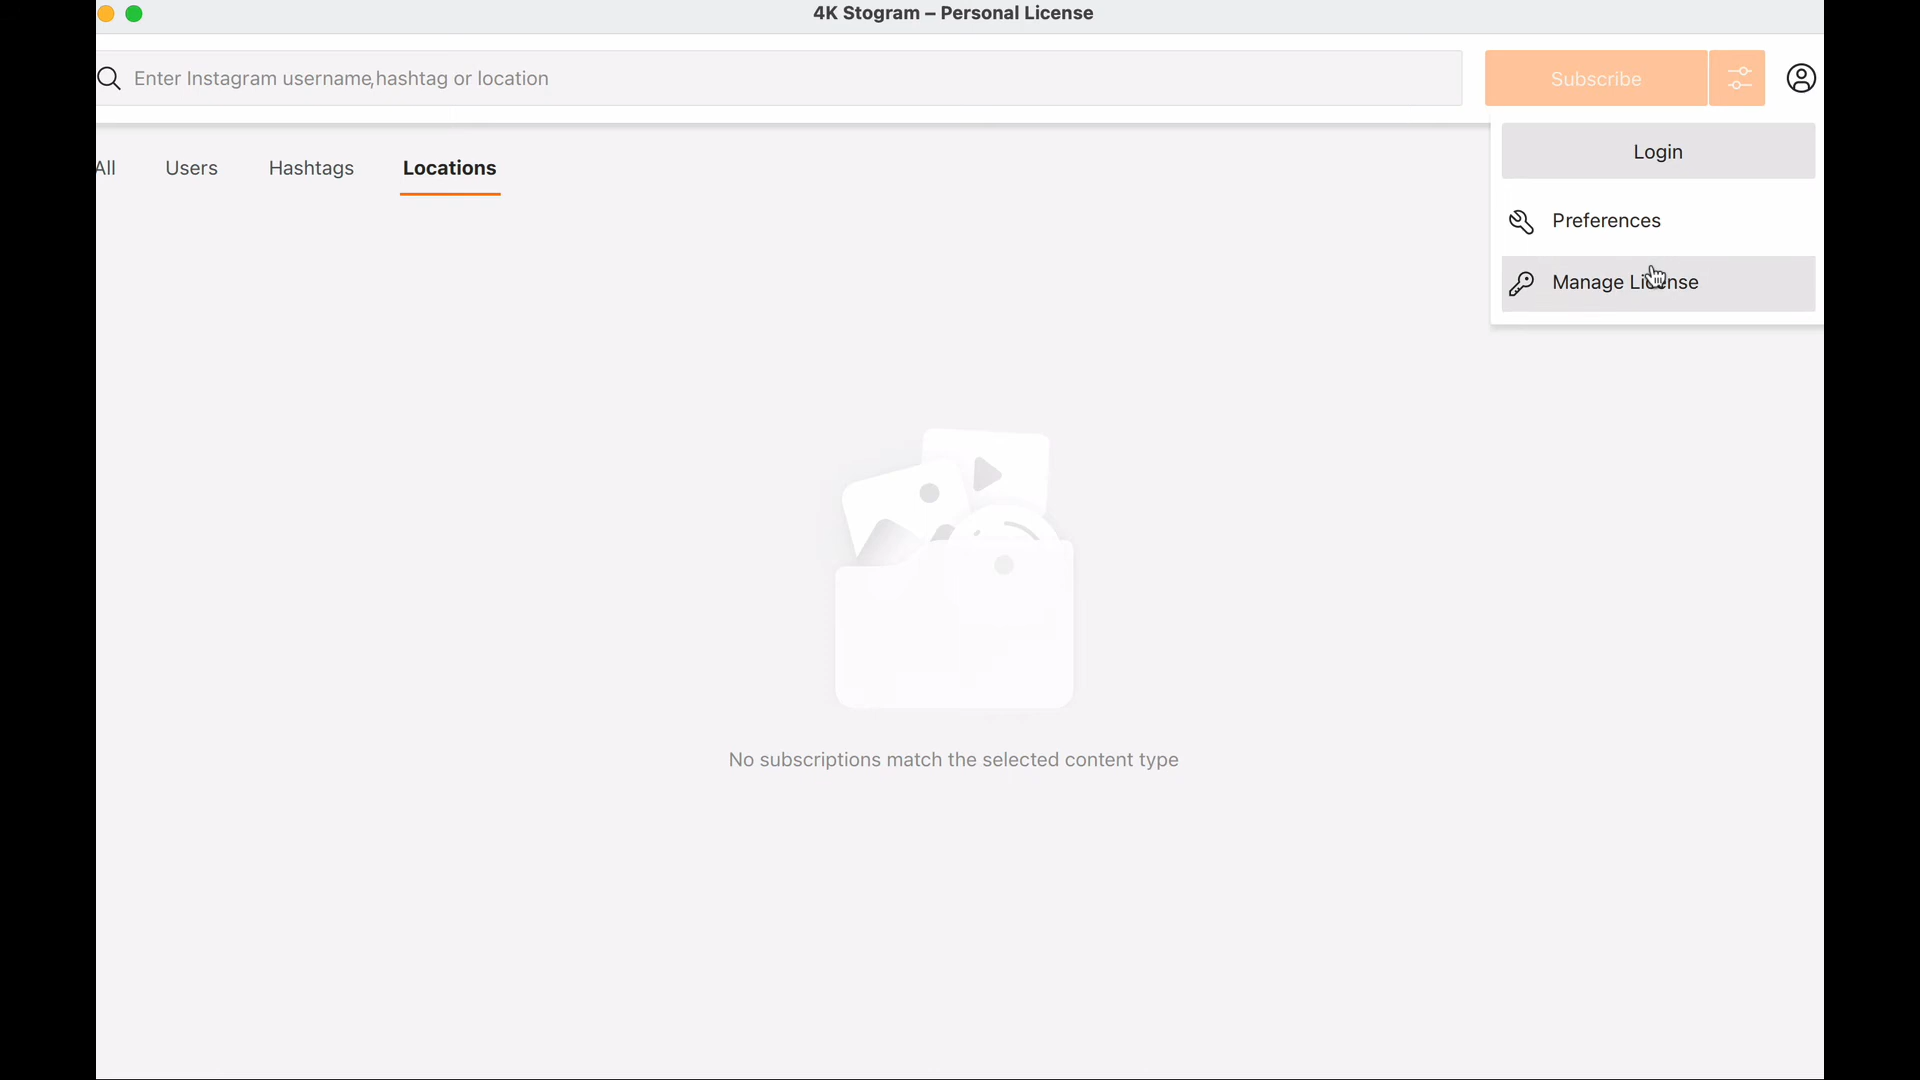 4K Stogram – Personal License
Enter Instagram username,hashtag or location
Subscribe
Login
All
Users
Hashtags
Locations
Preferences
Manage License
No subscriptions match the selected content type